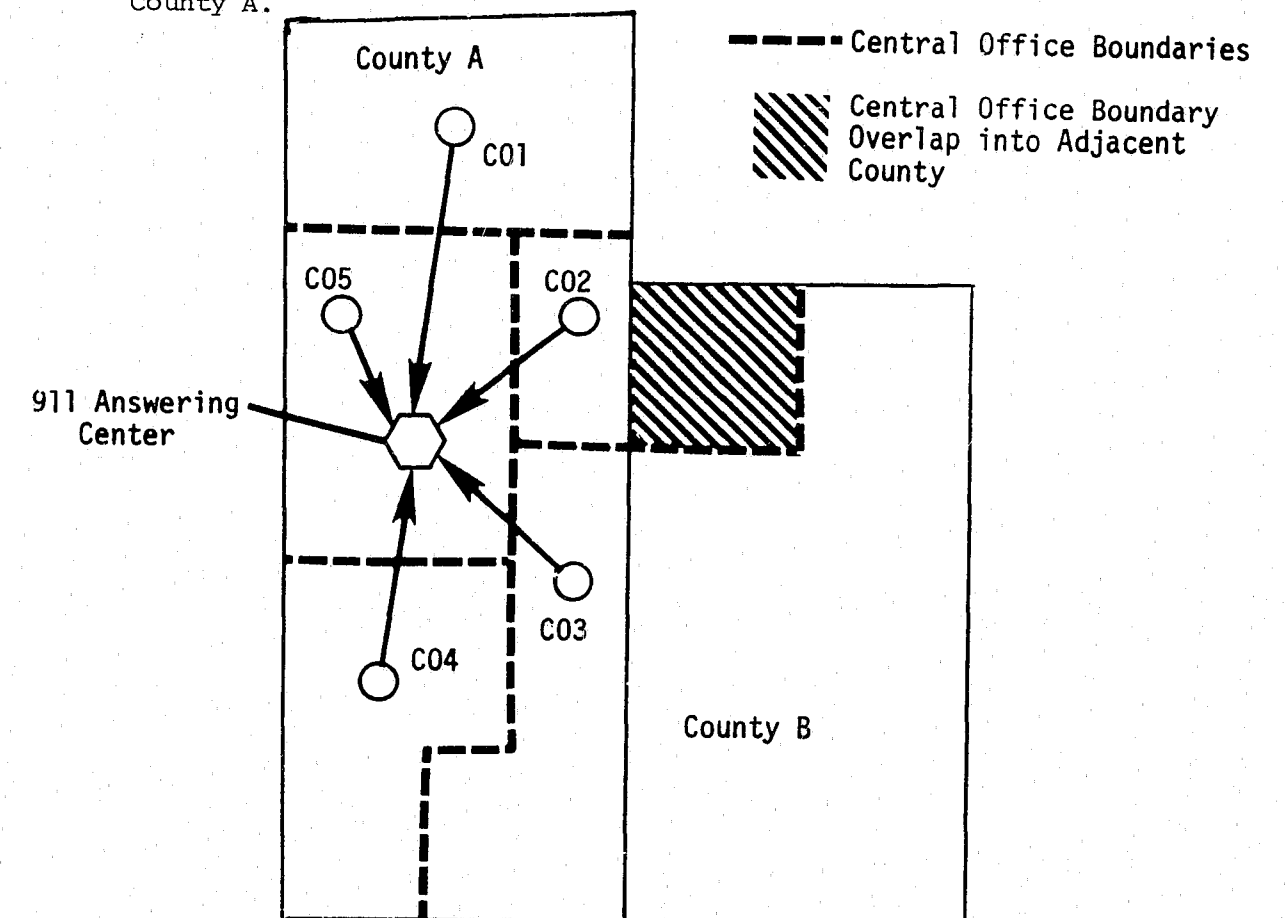 County A.
County A
CO1
Central Office Boundaries
Central Office Boundary
Overlap into Adjacent
County
CO5
CO2
911 Answering
Center
CO3
CO4
County B